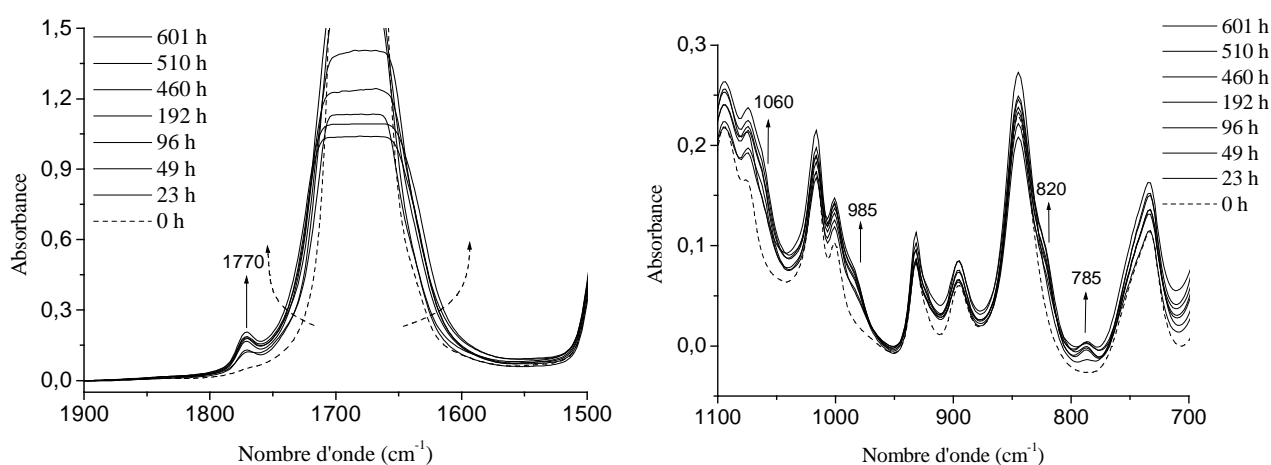 1,5
1,2
0,9
0,6
0,3
0,0
Absorbance
601 h
510 h
460 h
192 h
96 h
49 h
23 h
0 h
1770
1900
1800
1700
1600
1500
Nombre d'onde (cm⁻¹)
0,3
0,2
0,1
0,0
Absorbance
1060
985
820
785
601 h
510 h
460 h
192 h
96 h
49 h
23 h
0 h
1100
1000
900
800
700
Nombre d'onde (cm⁻¹)